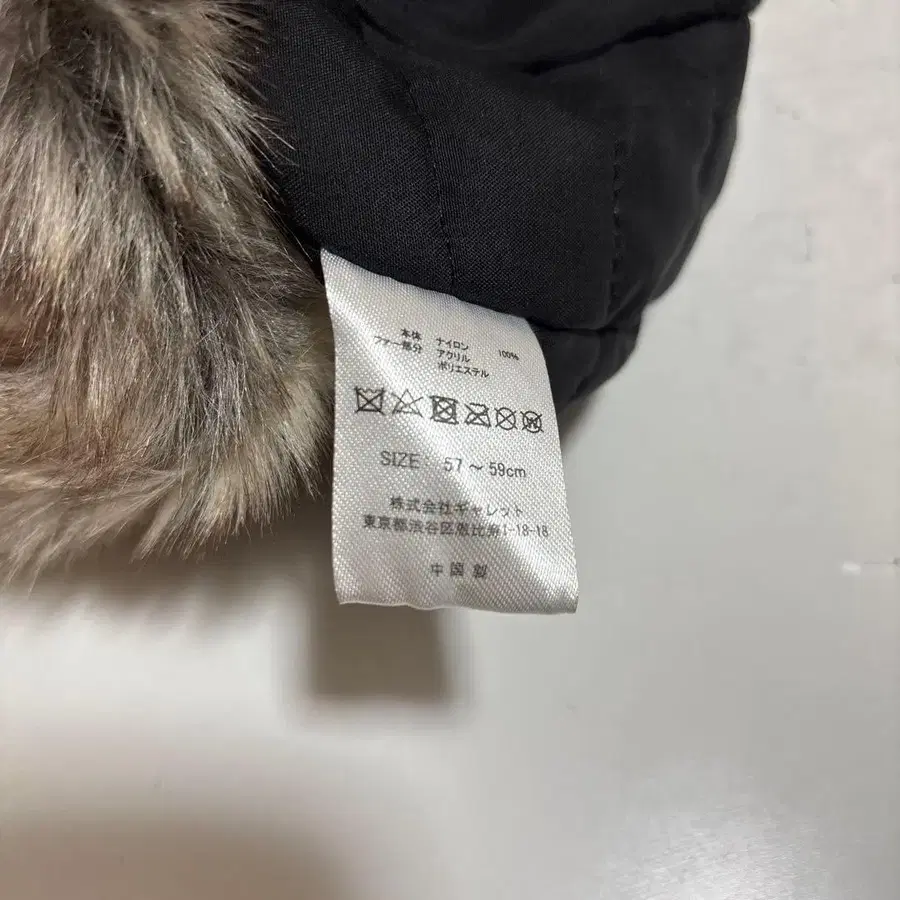 本体 ナイロン 100%
ファー部分 アクリル
ポリエステル
SIZE: 57～59cm
株式会社ギャレット
東京都渋谷区恵比寿1-18-18
中国製